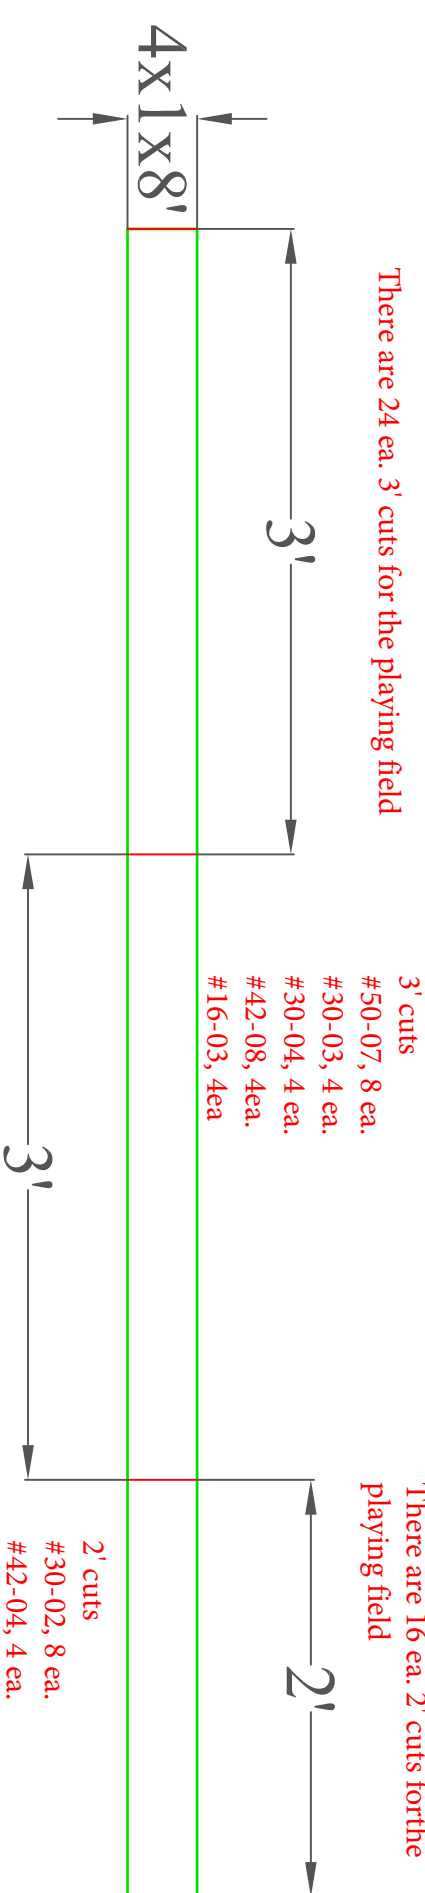 4x1x8'
There are 24 ea. 3' cuts for the playing field
3'
3' cuts
#50-07, 8 ea.
#30-03, 4 ea.
#30-04, 4 ea.
#42-08, 4ea.
#16-03, 4ea
3'
There are 16 ea. 2' cuts forthe
playing field
2'
2' cuts
#30-02, 8 ea.
#42-04, 4 ea.